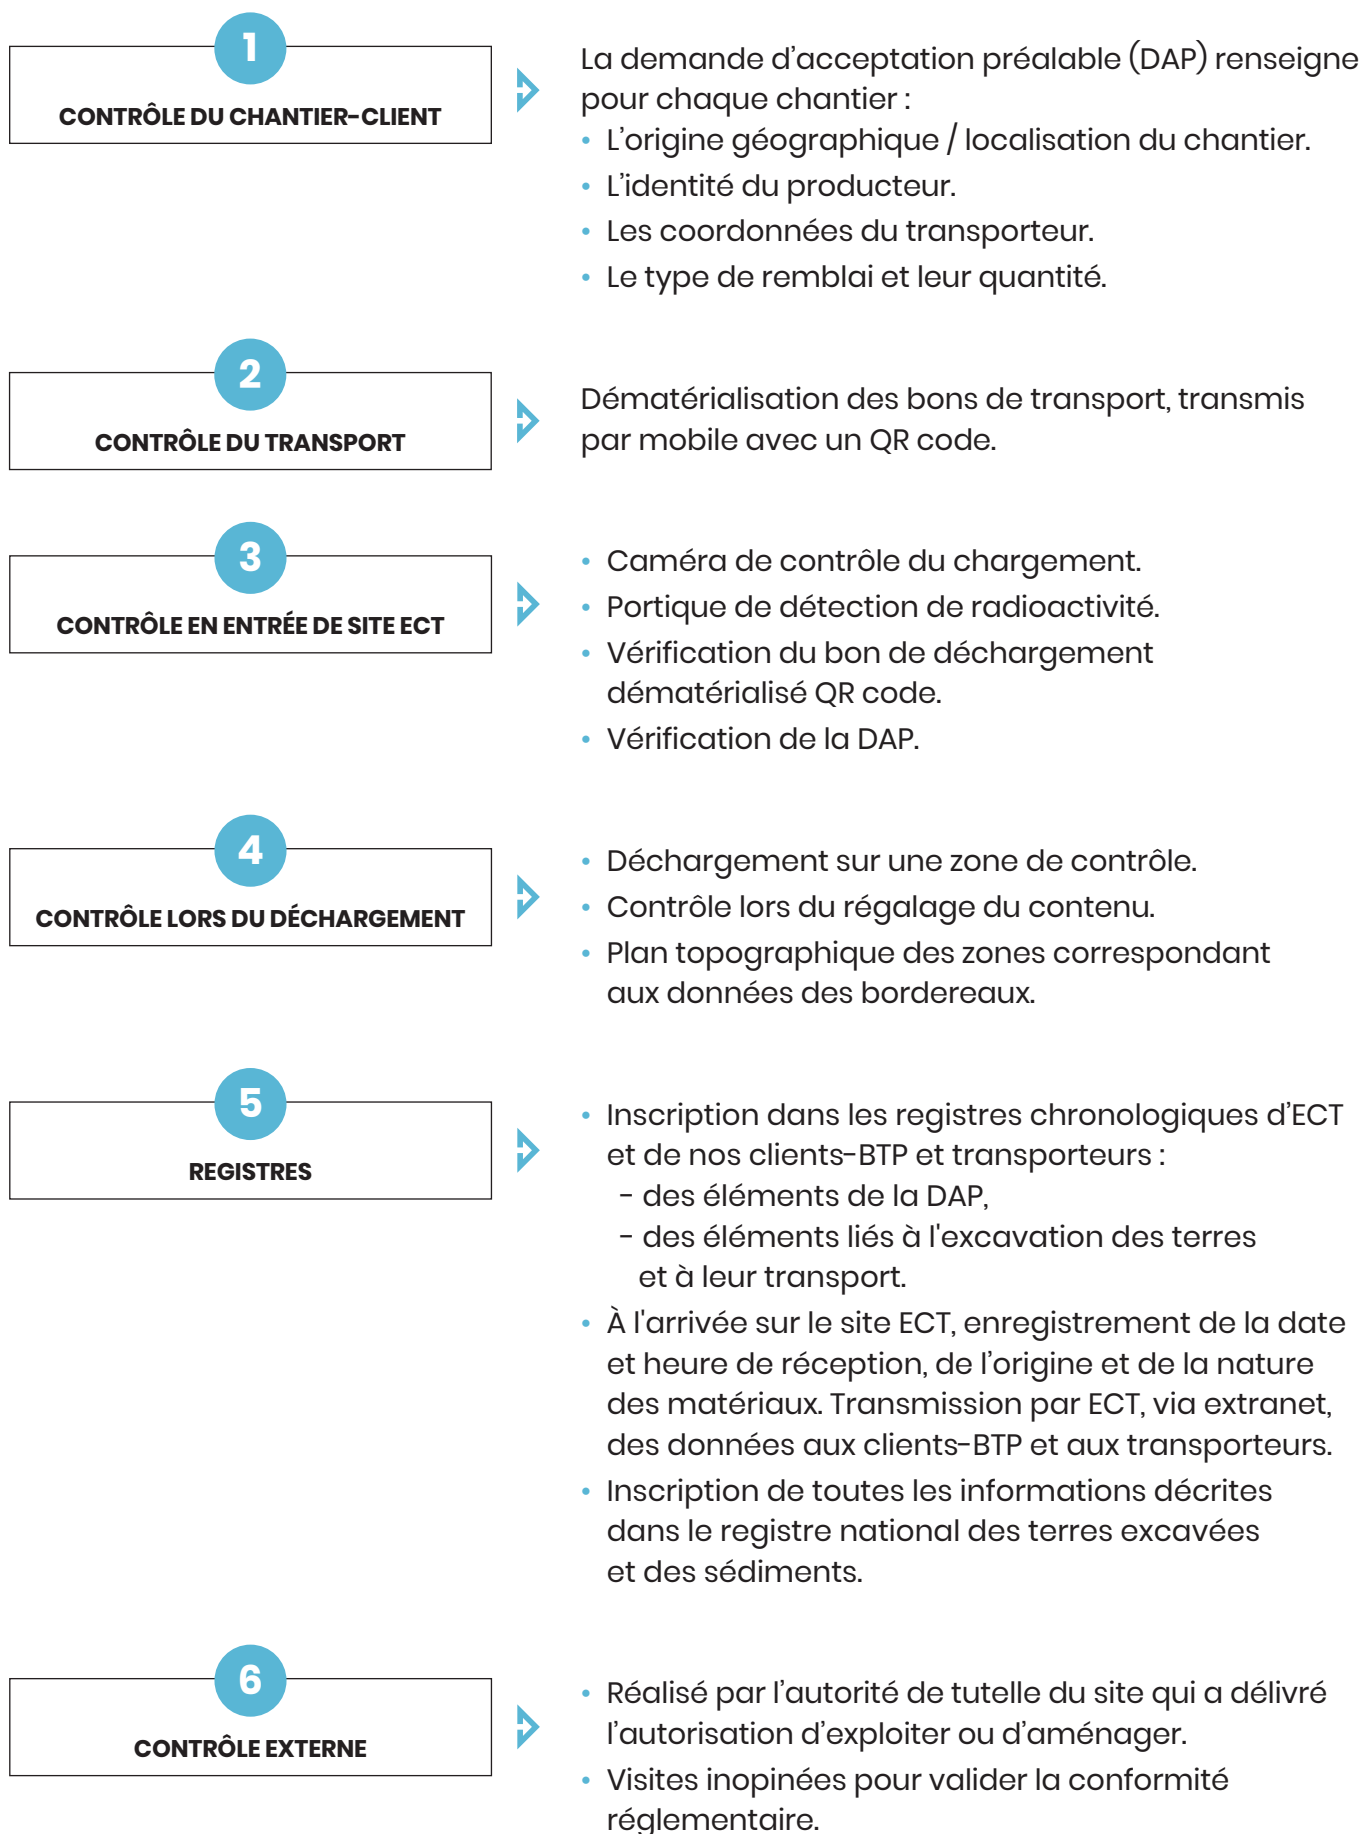 1
CONTRÔLE DU CHANTIER-CLIENT
La demande d’acceptation préalable (DAP) renseigne
pour chaque chantier :
• L’origine géographique / localisation du chantier.
• L’identité du producteur.
• Les coordonnées du transporteur.
• Le type de remblai et leur quantité.
2
CONTRÔLE DU TRANSPORT
Dématérialisation des bons de transport, transmis
par mobile avec un QR code.
3
CONTRÔLE EN ENTRÉE DE SITE ECT
• Caméra de contrôle du chargement.
• Portique de détection de radioactivité.
• Vérification du bon de déchargement
dématérialisé QR code.
• Vérification de la DAP.
4
CONTRÔLE LORS DU DÉCHARGEMENT
• Déchargement sur une zone de contrôle.
• Contrôle lors du régalage du contenu.
• Plan topographique des zones correspondant
aux données des bordereaux.
5
REGISTRES
• Inscription dans les registres chronologiques d’ECT
et de nos clients-BTP et transporteurs :
- des éléments de la DAP,
- des éléments liés à l'excavation des terres
et à leur transport.
• À l'arrivée sur le site ECT, enregistrement de la date
et heure de réception, de l’origine et de la nature
des matériaux. Transmission par ECT, via extranet,
des données aux clients-BTP et aux transporteurs.
• Inscription de toutes les informations décrites
dans le registre national des terres excavées
et des sédiments.
6
CONTRÔLE EXTERNE
• Réalisé par l’autorité de tutelle du site qui a délivré
l’autorisation d’exploiter ou d’aménager.
• Visites inopinées pour valider la conformité
réglementaire.